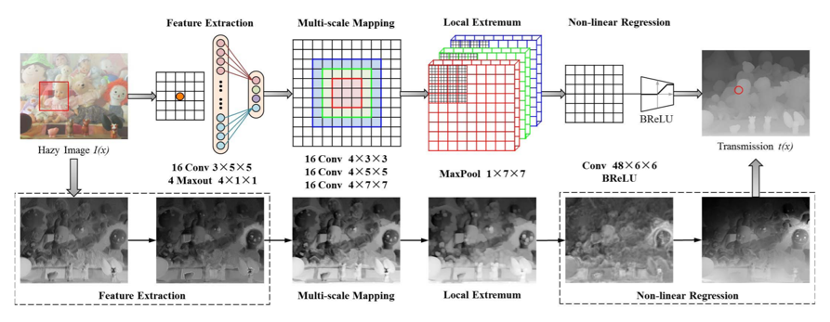 Feature Extraction
Multi-scale Mapping
Local Extremum
Non-linear Regression
BReLU
Hazy Image I(x)
Transmission t(x)
16 Conv 3×5×5
4 Maxout 4×1×1
16 Conv 4×3×3
16 Conv 4×5×5
16 Conv 4×7×7
MaxPool 1×7×7
Conv 48×6×6
BReLU
Feature Extraction
Multi-scale Mapping
Local Extremum
Non-linear Regression